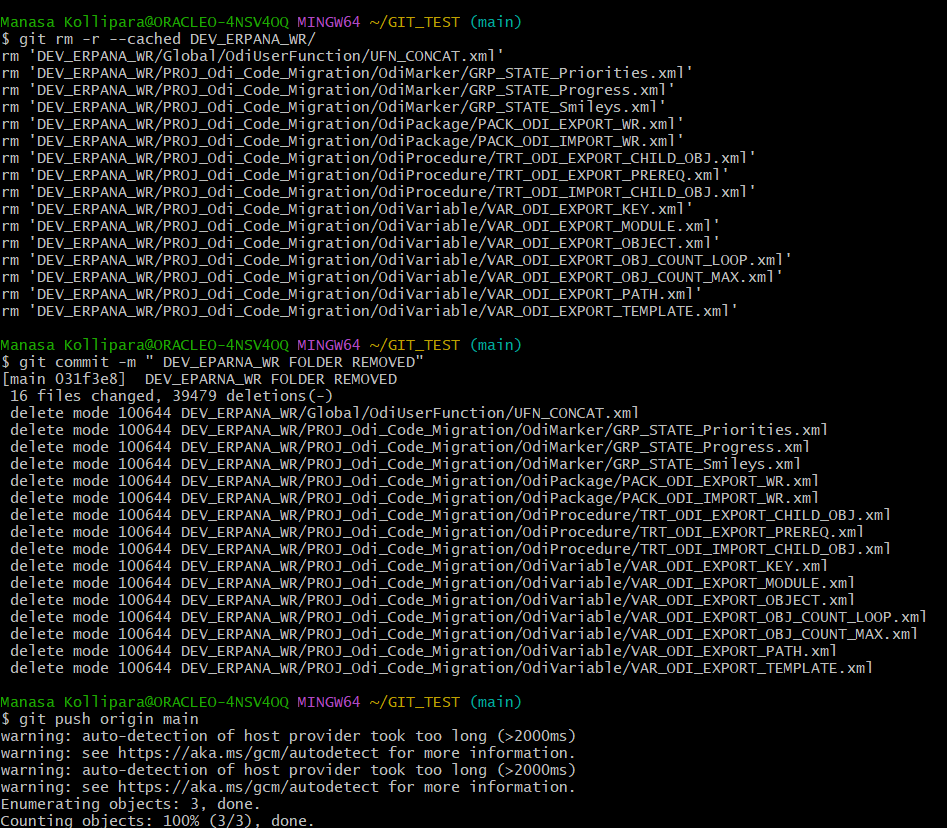 Manasa Kollipara@ORACLEO-4NSV4OQ MINGW64 ~/GIT_TEST (main)
$ git rm -r --cached DEV_ERPANA_WR/
rm 'DEV_ERPANA_WR/Global/OdiUserFunction/UFN_CONCAT.xml'
rm 'DEV_ERPANA_WR/PROJ_Odi_Code_Migration/OdiMarker/GRP_STATE_Priorities.xml'
rm 'DEV_ERPANA_WR/PROJ_Odi_Code_Migration/OdiMarker/GRP_STATE_Progress.xml'
rm 'DEV_ERPANA_WR/PROJ_Odi_Code_Migration/OdiMarker/GRP_STATE_Smileys.xml'
rm 'DEV_ERPANA_WR/PROJ_Odi_Code_Migration/OdiPackage/PACK_ODI_EXPORT_WR.xml'
rm 'DEV_ERPANA_WR/PROJ_Odi_Code_Migration/OdiPackage/PACK_ODI_IMPORT_WR.xml'
rm 'DEV_ERPANA_WR/PROJ_Odi_Code_Migration/OdiProcedure/TRT_ODI_EXPORT_CHILD_OBJ.xml'
rm 'DEV_ERPANA_WR/PROJ_Odi_Code_Migration/OdiProcedure/TRT_ODI_EXPORT_PREREQ.xml'
rm 'DEV_ERPANA_WR/PROJ_Odi_Code_Migration/OdiProcedure/TRT_ODI_IMPORT_CHILD_OBJ.xml'
rm 'DEV_ERPANA_WR/PROJ_Odi_Code_Migration/OdiVariable/VAR_ODI_EXPORT_KEY.xml'
rm 'DEV_ERPANA_WR/PROJ_Odi_Code_Migration/OdiVariable/VAR_ODI_EXPORT_MODULE.xml'
rm 'DEV_ERPANA_WR/PROJ_Odi_Code_Migration/OdiVariable/VAR_ODI_EXPORT_OBJECT.xml'
rm 'DEV_ERPANA_WR/PROJ_Odi_Code_Migration/OdiVariable/VAR_ODI_EXPORT_OBJ_COUNT_LOOP.xml'
rm 'DEV_ERPANA_WR/PROJ_Odi_Code_Migration/OdiVariable/VAR_ODI_EXPORT_OBJ_COUNT_MAX.xml'
rm 'DEV_ERPANA_WR/PROJ_Odi_Code_Migration/OdiVariable/VAR_ODI_EXPORT_PATH.xml'
rm 'DEV_ERPANA_WR/PROJ_Odi_Code_Migration/OdiVariable/VAR_ODI_EXPORT_TEMPLATE.xml'
Manasa Kollipara@ORACLEO-4NSV4OQ MINGW64 ~/GIT_TEST (main)
$ git commit -m " DEV_EPARNA_WR FOLDER REMOVED"
[main 031f3e8]  DEV_EPARNA_WR FOLDER REMOVED
 16 files changed, 39479 deletions(-)
 delete mode 100644 DEV_ERPANA_WR/Global/OdiUserFunction/UFN_CONCAT.xml
 delete mode 100644 DEV_ERPANA_WR/PROJ_Odi_Code_Migration/OdiMarker/GRP_STATE_Priorities.xml
 delete mode 100644 DEV_ERPANA_WR/PROJ_Odi_Code_Migration/OdiMarker/GRP_STATE_Progress.xml
 delete mode 100644 DEV_ERPANA_WR/PROJ_Odi_Code_Migration/OdiMarker/GRP_STATE_Smileys.xml
 delete mode 100644 DEV_ERPANA_WR/PROJ_Odi_Code_Migration/OdiPackage/PACK_ODI_EXPORT_WR.xml
 delete mode 100644 DEV_ERPANA_WR/PROJ_Odi_Code_Migration/OdiPackage/PACK_ODI_IMPORT_WR.xml
 delete mode 100644 DEV_ERPANA_WR/PROJ_Odi_Code_Migration/OdiProcedure/TRT_ODI_EXPORT_CHILD_OBJ.xml
 delete mode 100644 DEV_ERPANA_WR/PROJ_Odi_Code_Migration/OdiProcedure/TRT_ODI_EXPORT_PREREQ.xml
 delete mode 100644 DEV_ERPANA_WR/PROJ_Odi_Code_Migration/OdiProcedure/TRT_ODI_IMPORT_CHILD_OBJ.xml
 delete mode 100644 DEV_ERPANA_WR/PROJ_Odi_Code_Migration/OdiVariable/VAR_ODI_EXPORT_KEY.xml
 delete mode 100644 DEV_ERPANA_WR/PROJ_Odi_Code_Migration/OdiVariable/VAR_ODI_EXPORT_MODULE.xml
 delete mode 100644 DEV_ERPANA_WR/PROJ_Odi_Code_Migration/OdiVariable/VAR_ODI_EXPORT_OBJECT.xml
 delete mode 100644 DEV_ERPANA_WR/PROJ_Odi_Code_Migration/OdiVariable/VAR_ODI_EXPORT_OBJ_COUNT_LOOP.xml
 delete mode 100644 DEV_ERPANA_WR/PROJ_Odi_Code_Migration/OdiVariable/VAR_ODI_EXPORT_OBJ_COUNT_MAX.xml
 delete mode 100644 DEV_ERPANA_WR/PROJ_Odi_Code_Migration/OdiVariable/VAR_ODI_EXPORT_PATH.xml
 delete mode 100644 DEV_ERPANA_WR/PROJ_Odi_Code_Migration/OdiVariable/VAR_ODI_EXPORT_TEMPLATE.xml
Manasa Kollipara@ORACLEO-4NSV4OQ MINGW64 ~/GIT_TEST (main)
$ git push origin main
warning: auto-detection of host provider took too long (>2000ms)
warning: see https://aka.ms/gcm/autodetect for more information.
warning: auto-detection of host provider took too long (>2000ms)
warning: see https://aka.ms/gcm/autodetect for more information.
Enumerating objects: 3, done.
Counting objects: 100% (3/3), done.